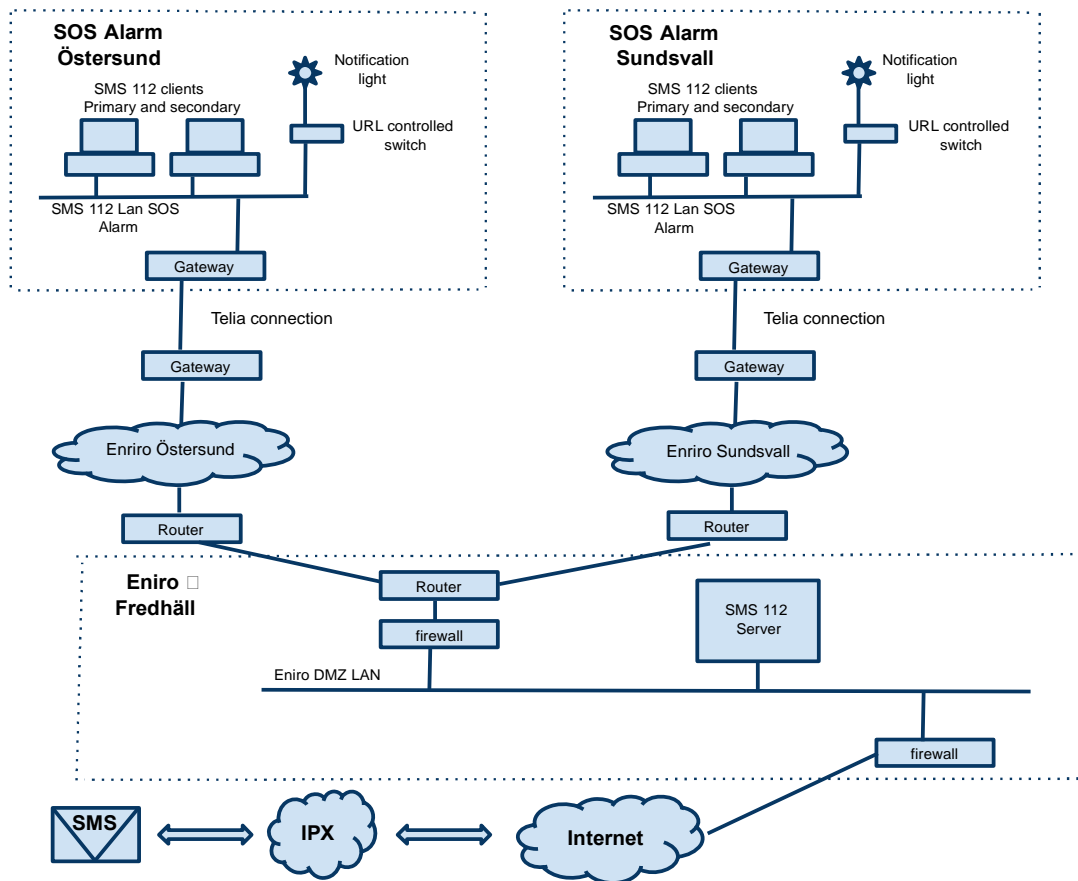 SOS Alarm
Östersund
Notification
light
SMS 112 clients
Primary and secondary
URL controlled
switch
SMS 112 Lan SOS
Alarm
Gateway
Telia connection
Gateway
Enriro Östersund
Router
SOS Alarm
Sundsvall
Notification
light
SMS 112 clients
Primary and secondary
URL controlled
switch
SMS 112 Lan SOS
Alarm
Gateway
Telia connection
Gateway
Enriro Sundsvall
Router
Eniro □
Fredhäll
Router
firewall
SMS 112
Server
Eniro DMZ LAN
firewall
SMS
IPX
Internet